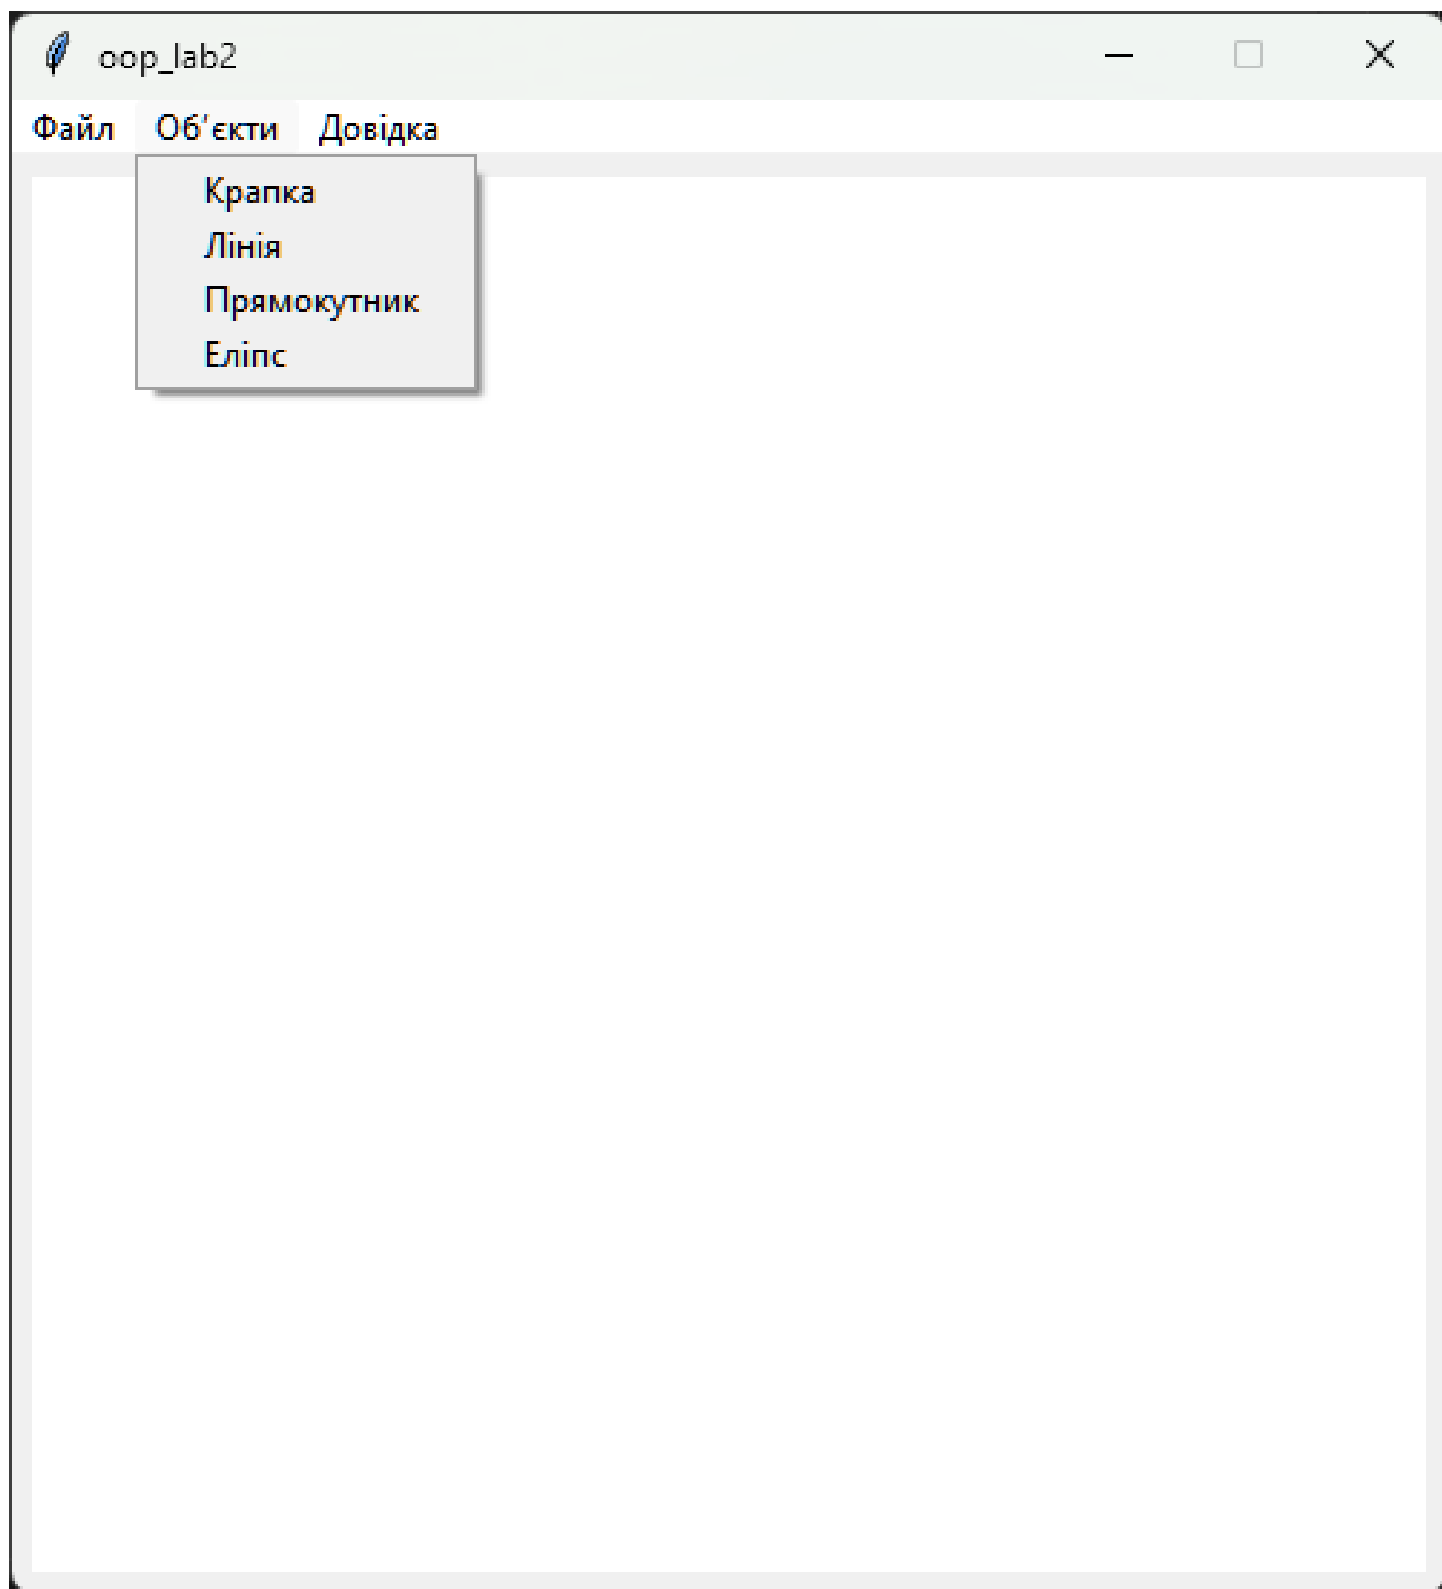 oop_lab2
Файл Об'єкти Довідка
Крапка
Лінія
Прямокутник
Еліпс